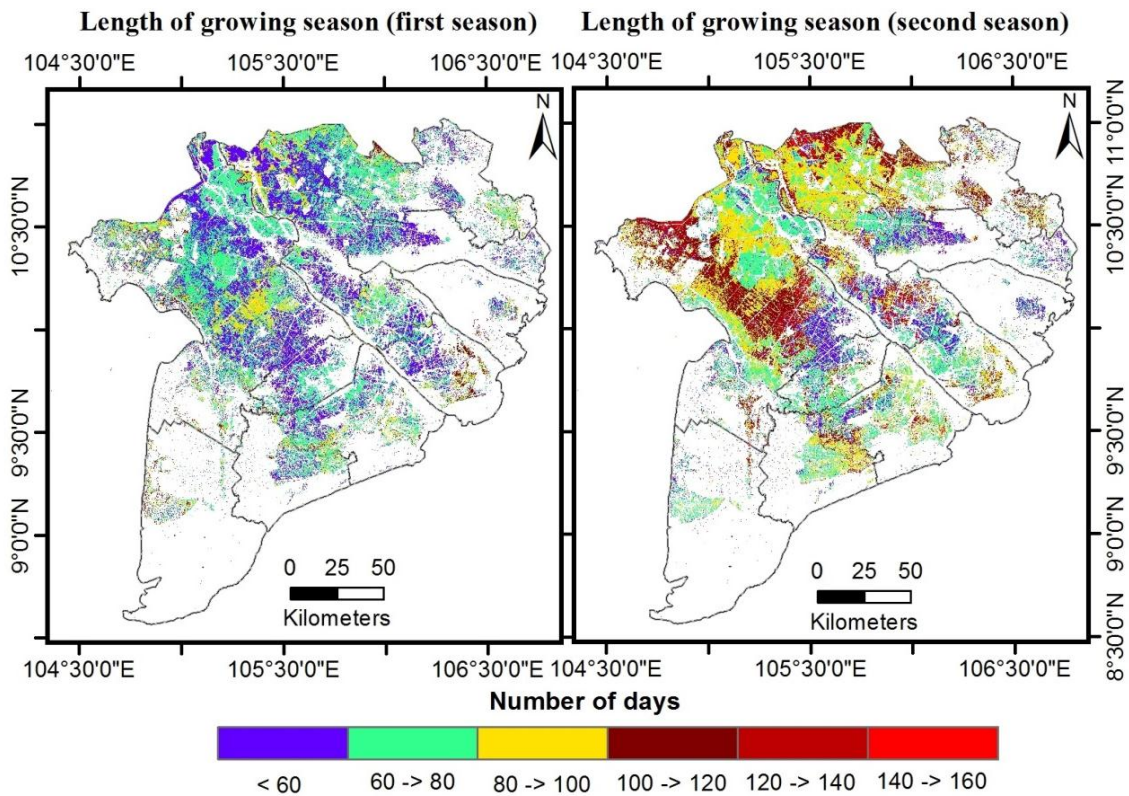 Length of growing season (first season) Length of growing season (second season)
104°30'0"E 105°30'0"E 106°30'0"E 104°30'0"E 105°30'0"E 106°30'0"E
N N
11°0'0"N
10°30'0"N 10°30'0"N
9°30'0"N 9°30'0"N
9°0'0"N 9°0'0"N
0 25 50 0 25 50
Kilometers Kilometers
8°30'0"N
104°30'0"E 105°30'0"E 106°30'0"E 104°30'0"E 105°30'0"E 106°30'0"E
Number of days
< 60 60 -> 80 80 -> 100 100 -> 120 120 -> 140 140 -> 160